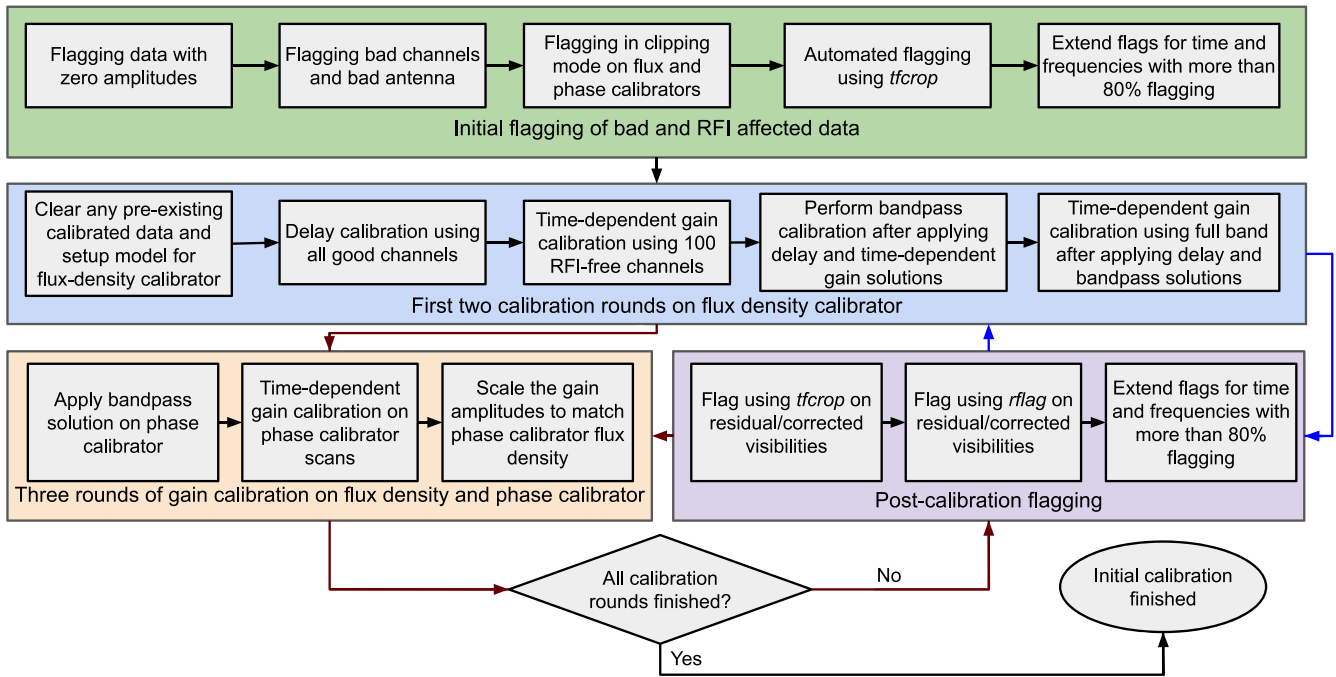 Flagging data with
zero amplitudes
Flagging bad channels
and bad antenna
Flagging in clipping
mode on flux and
phase calibrators
Automated flagging
using tfcrop
Extend flags for time and
frequencies with more than
80% flagging
Initial flagging of bad and RFI affected data
Clear any pre-existing
calibrated data and
setup model for
flux-density calibrator
Delay calibration using
all good channels
Time-dependent gain
calibration using 100
RFI-free channels
Perform bandpass
calibration after applying
delay and time-dependent
gain solutions
Time-dependent gain
calibration using full band
after applying delay and
bandpass solutions
First two calibration rounds on flux density calibrator
Apply bandpass
solution on phase
calibrator
Time-dependent
gain calibration on
phase calibrator
scans
Scale the gain
amplitudes to match
phase calibrator flux
density
Three rounds of gain calibration on flux density and phase calibrator
Flag using tfcrop on
residual/corrected
visibilities
Flag using rflag on
residual/corrected
visibilities
Extend flags for time
and frequencies with
more than 80%
flagging
Post-calibration flagging
All calibration
rounds finished?
No
Yes
Initial calibration
finished